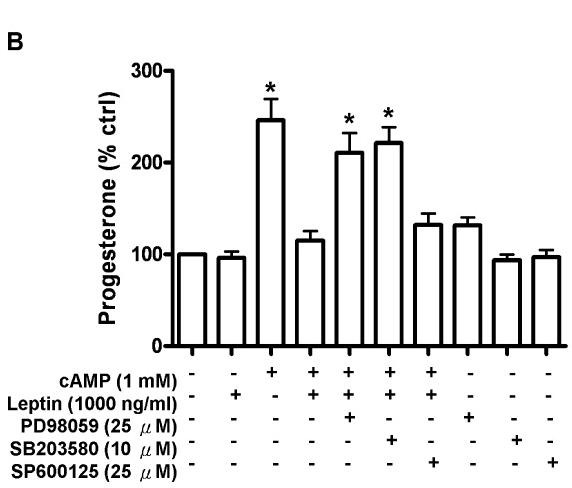 B
Progesterone (% ctrl)
300
200
100
0
* * *
cAMP (1 mM) - - + + + + + - - -
Leptin (1000 ng/ml) - + - + + + + - - -
PD98059 (25 μM) - - - - + - - + - -
SB203580 (10 μM) - - - - - + - - + -
SP600125 (25 μM) - - - - - - + - - +